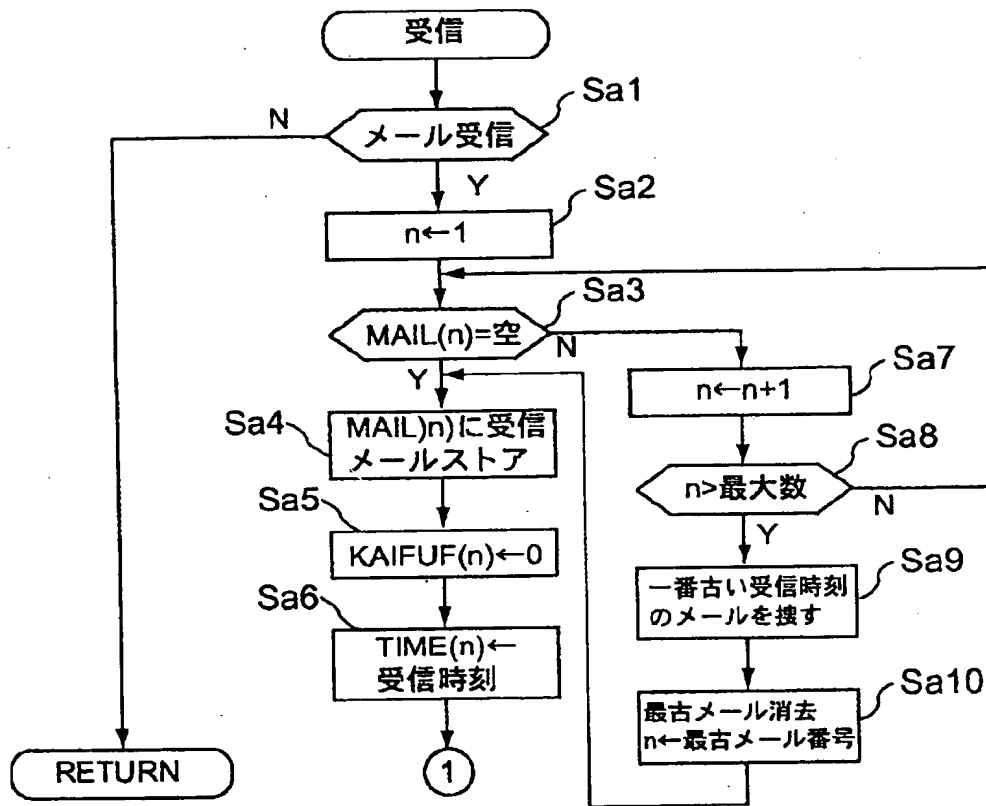 受信
Sa1
N
メール受信
Y
Sa2
n←1
Sa3
MAIL(n)=空
N
Y
Sa7
n←n+1
Sa4
MAIL)n)に受信
メールストア
Sa8
n>最大数
N
Y
Sa5
KAIFUF(n)←0
Sa9
一番古い受信時刻
のメールを捜す
Sa6
TIME(n)←
受信時刻
Sa10
最古メール消去
n←最古メール番号
RETURN
1